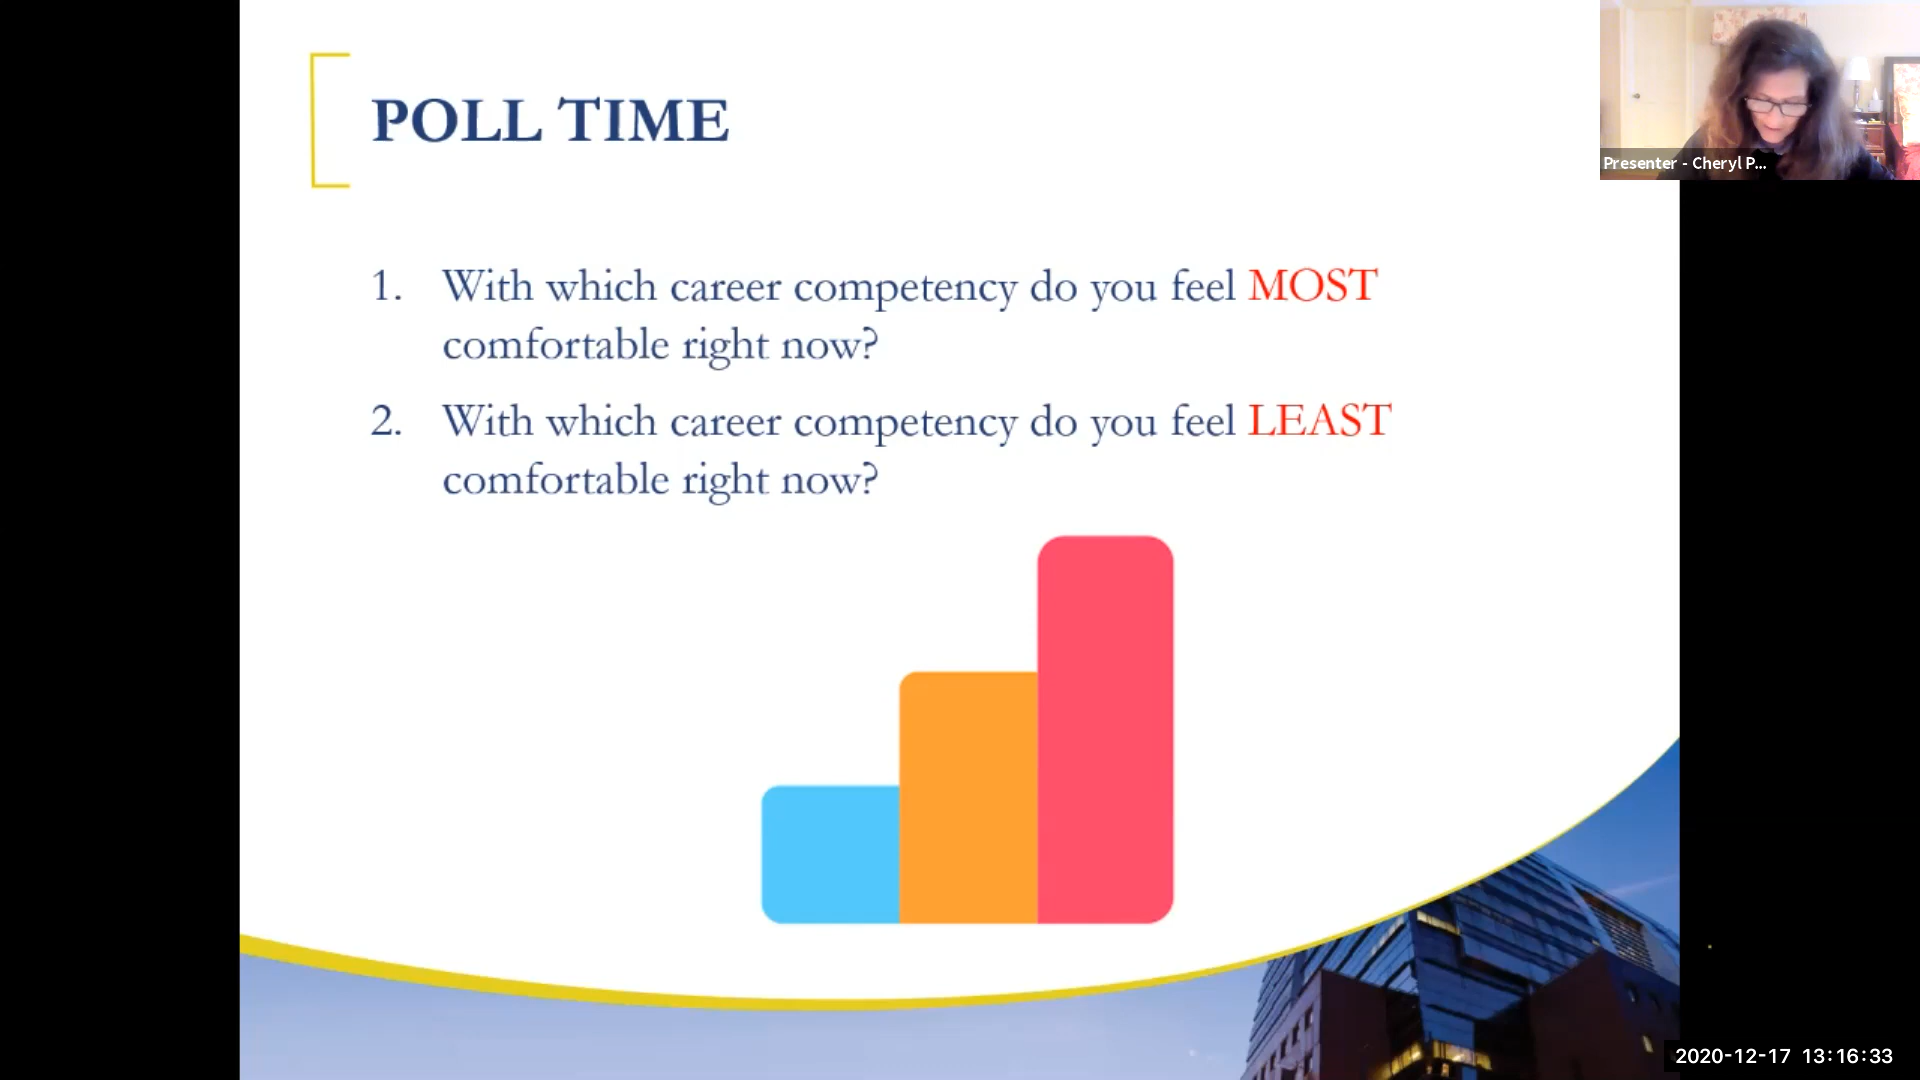 POLL TIME
Presenter - Cheryl P...
1. With which career competency do you feel MOST
comfortable right now?
2. With which career competency do you feel LEAST
comfortable right now?
2020-12-17 13:16:33